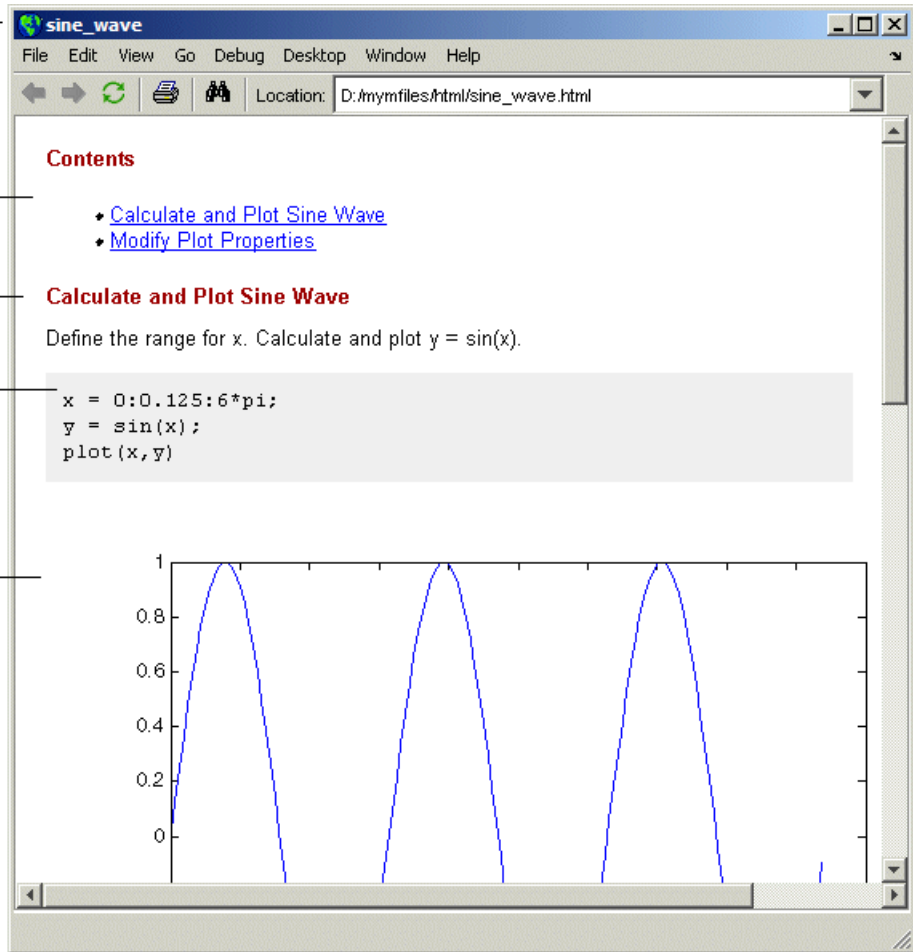 sine_wave
File Edit View Go Debug Desktop Window Help
Location: D:/mymfiles/html/sine_wave.html
Contents
Calculate and Plot Sine Wave
Modify Plot Properties
Calculate and Plot Sine Wave
Define the range for x. Calculate and plot y = sin(x).
x = 0:0.125:6*pi;
y = sin(x);
plot(x,y)
1
0.8
0.6
0.4
0.2
0